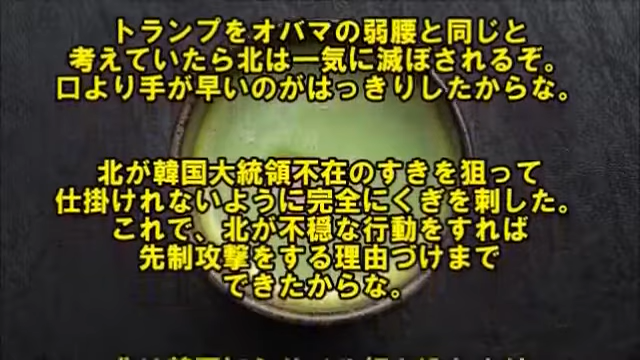 トランプをオバマの弱腰と同じと
考えていたら北は一気に滅ぼされるぞ。
口より手が早いのがはっきりしたからな。
北が韓国大統領不在のすきを狙って
仕掛けれないように完全にくぎを刺した。
これで、北が不穏な行動をすれば
先制攻撃をする理由づけまで
できたからな。